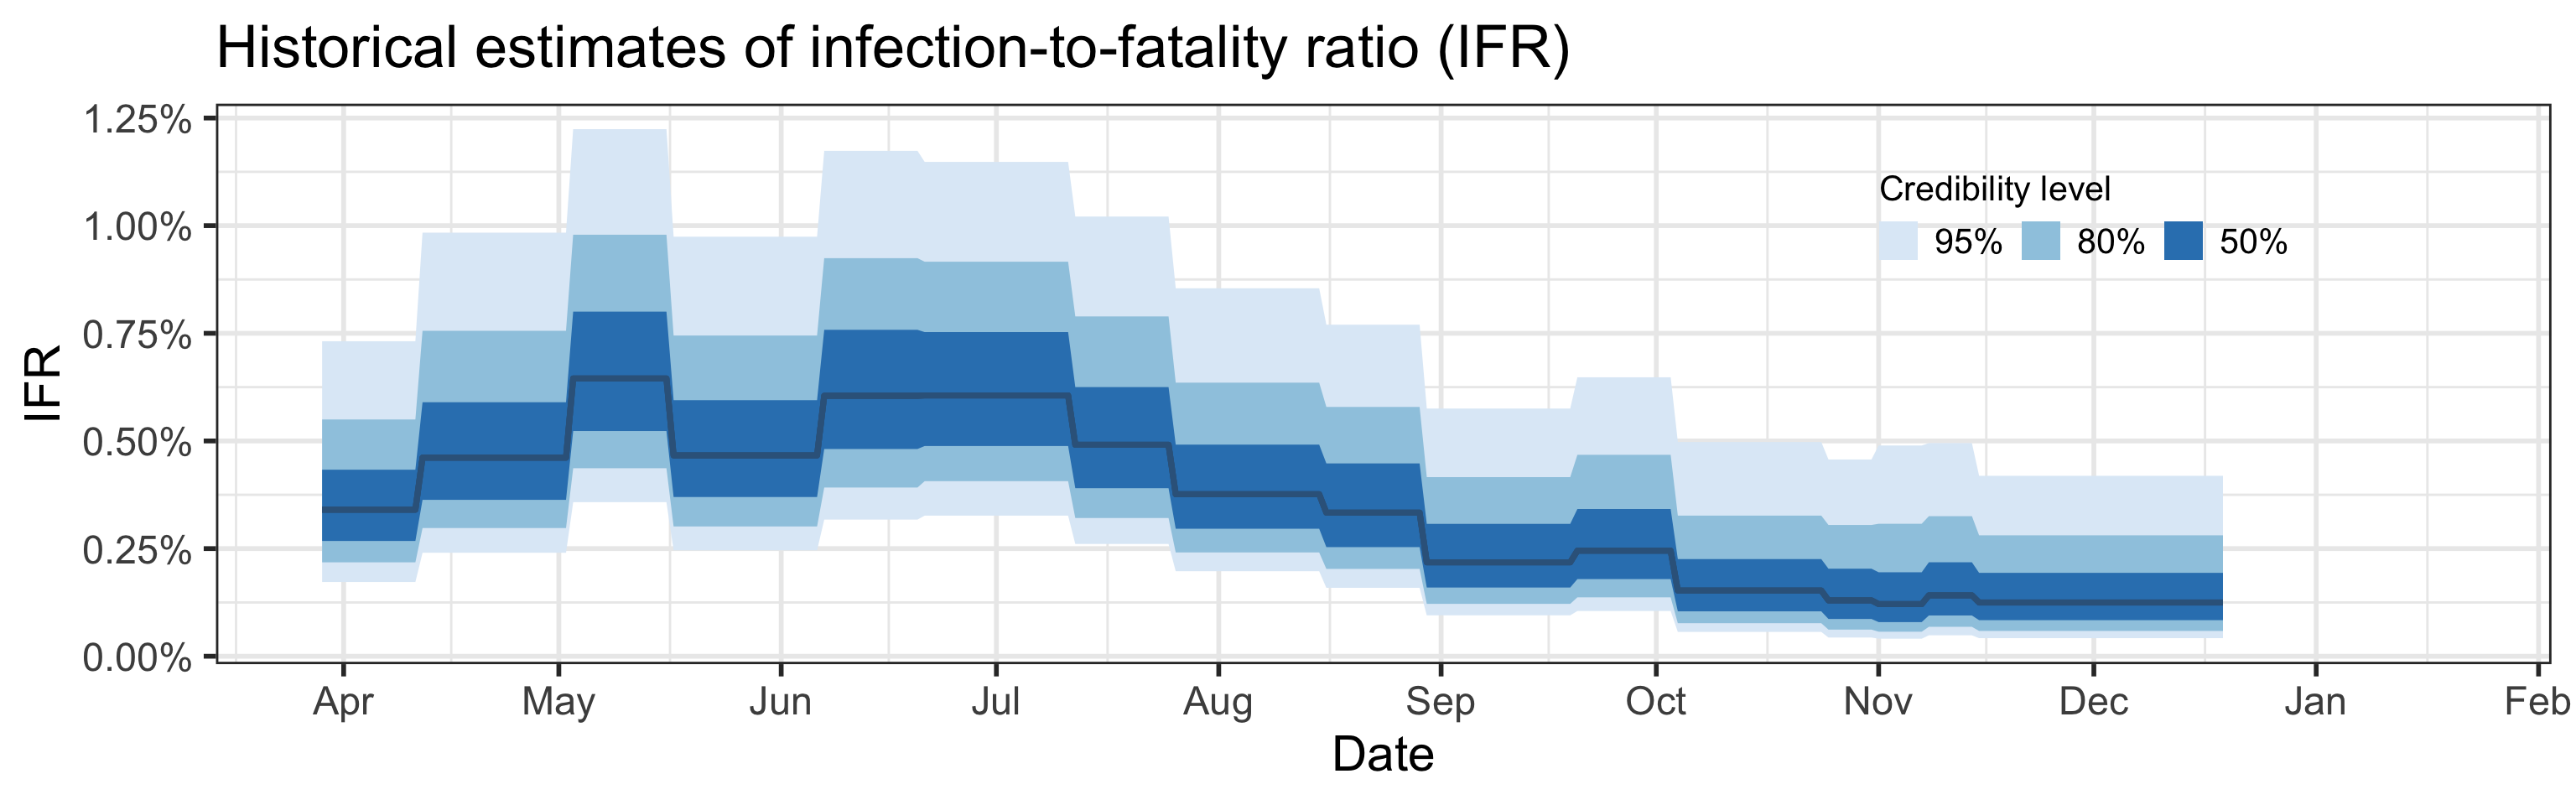 Historical estimates of infection-to-fatality ratio (IFR)
1.25%
1.00%
0.75%
0.50%
0.25%
0.00%
IFR
Credibility level
95% 80% 50%
Apr May Jun Jul Aug Sep Oct Nov Dec Jan Feb
Date